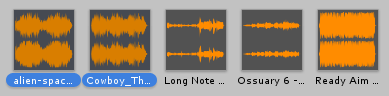 alien-spac...
Cowboy_Th...
Long Note ...
Ossuary 6 -...
Ready Aim ...